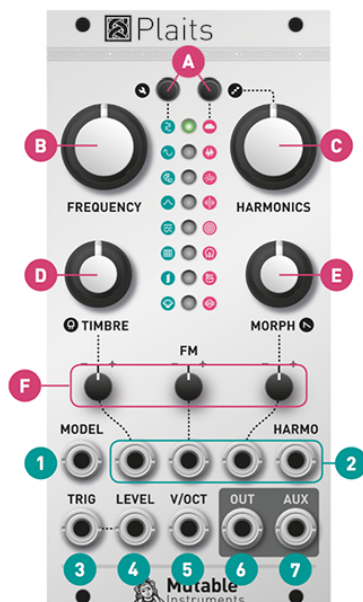 Plaits
A
B
C
FREQUENCY
HARMONICS
D
E
TIMBRE
MORPH
FM
- +
- +
F
MODEL
HARMO
1
2
TRIG
LEVEL
V/OCT
OUT
AUX
3
4
5
6
7
Mutable
Instruments